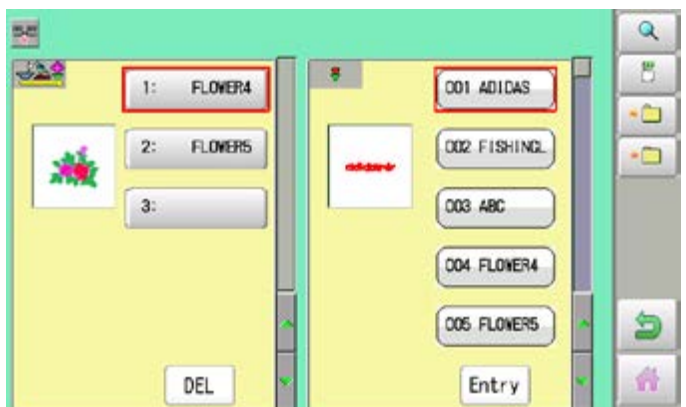 1: FLOWER4
2: FLOWER5
3:
DEL
001 ADIDAS
002 FISHINGL
003 ABC
004 FLOWER4
005 FLOWER5
Entry